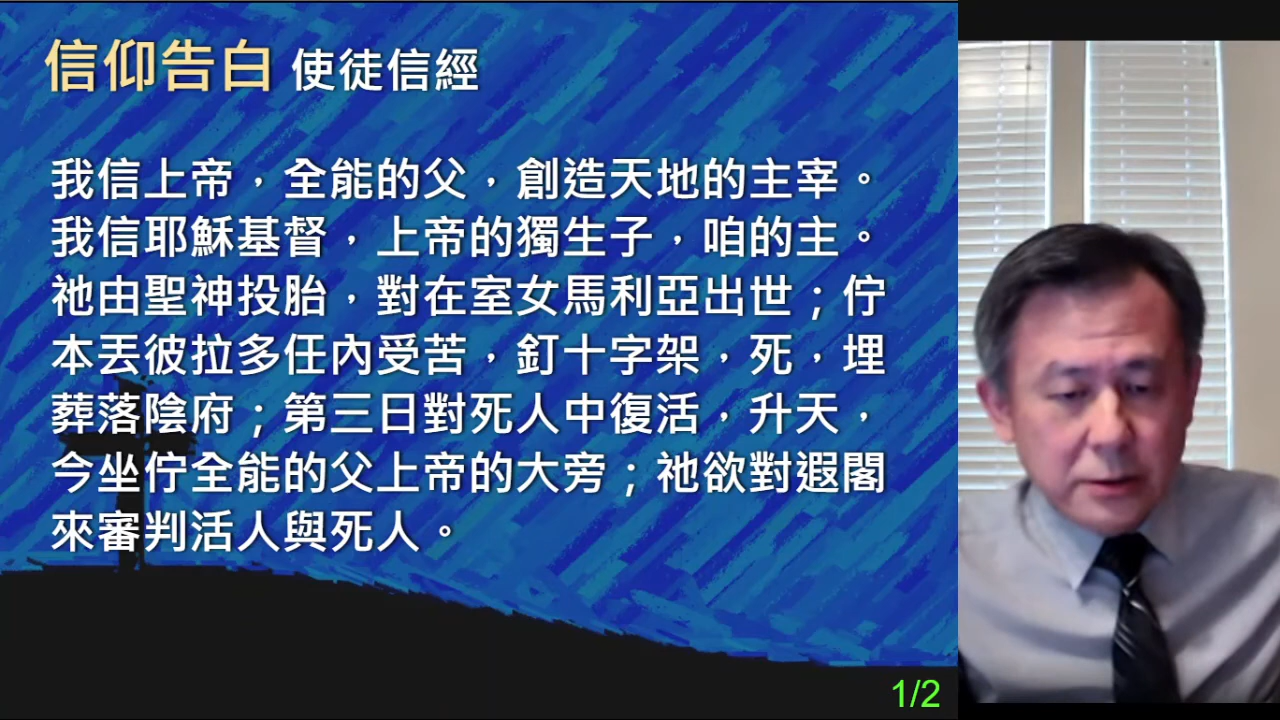 信仰告白 使徒信經
我信上帝，全能的父，創造天地的主宰。
我信耶穌基督，上帝的獨生子，咱的主。
祂由聖神投胎，對在室女馬利亞出世；佇
本丟彼拉多任內受苦，釘十字架，死，埋
葬落陰府；第三日對死人中復活，升天，
今坐佇全能的父上帝的大旁；祂欲對遐閣
來審判活人與死人。
1/2